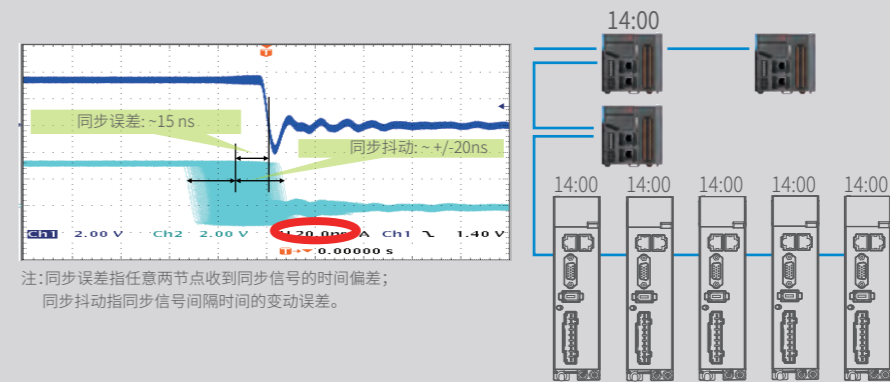 14:00
同步误差: ~15 ns
同步抖动: ~ +/-20ns
Ch1 2.00 V Ch2 2.00 V 20.0ns A Ch1 1.40 V
T 0.00000 s
注：同步误差指任意两节点收到同步信号的时间偏差；
同步抖动指同步信号间隔时间的变动误差。
14:00 14:00 14:00 14:00 14:00